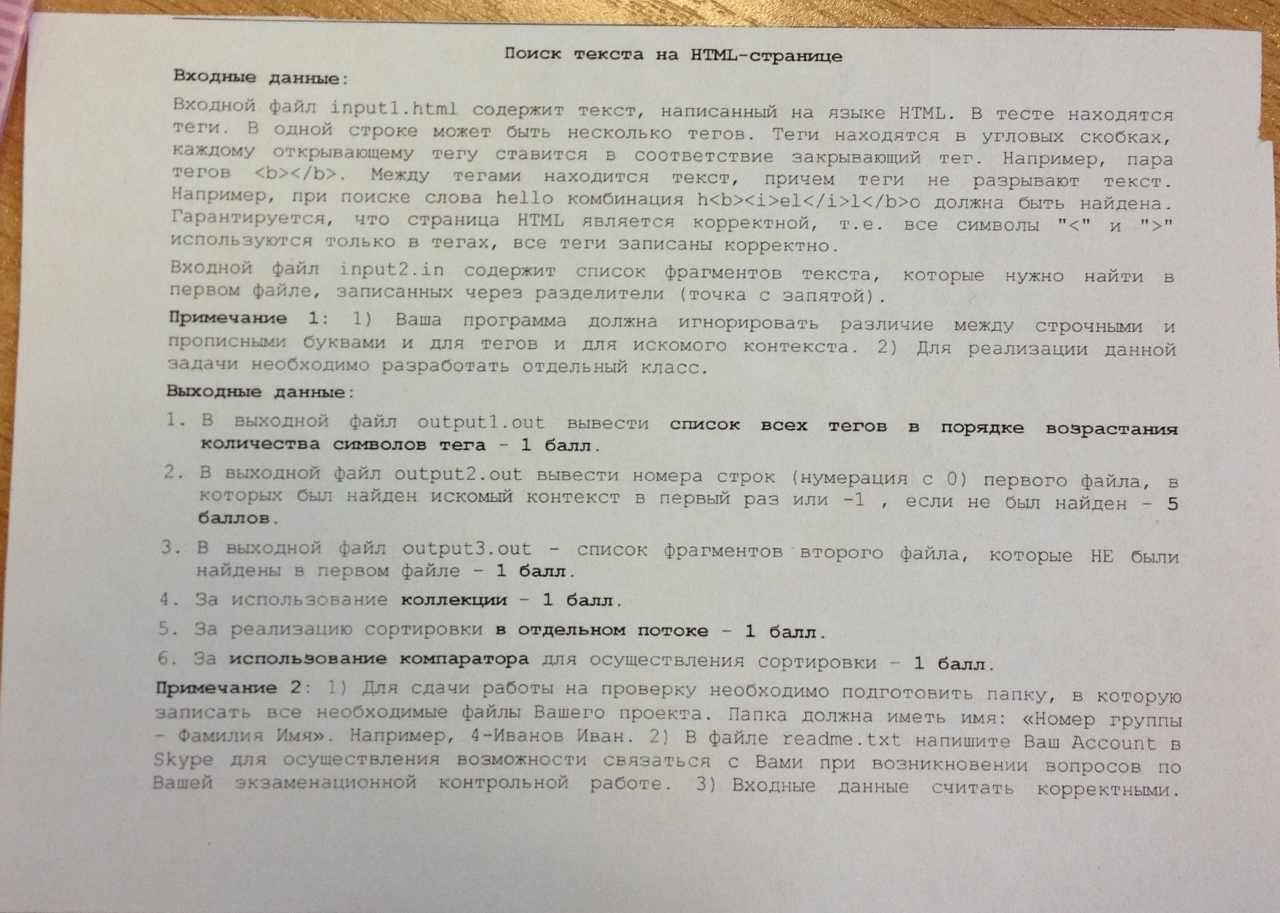 Поиск текста на HTML-странице
Входные данные:
Входной файл input1.html содержит текст, написанный на языке HTML. В тесте находятся
теги. В одной строке может быть несколько тегов. Теги находятся в угловых скобках,
каждому открывающему тегу ставится в соответствие закрывающий тег. Например, пара
тегов <b></b>. Между тегами находится текст, причем теги не разрывают текст.
Например, при поиске слова hello комбинация h<b><i>el</i>l</b>o должна быть найдена.
Гарантируется, что страница HTML является корректной, т.е. все символы "<" и ">"
используются только в тегах, все теги записаны корректно.
Входной файл input2.in содержит список фрагментов текста, которые нужно найти в
первом файле, записанных через разделители (точка с запятой).
Примечание 1: 1) Ваша программа должна игнорировать различие между строчными и
прописными буквами и для тегов и для искомого контекста. 2) Для реализации данной
задачи необходимо разработать отдельный класс.
Выходные данные:
1. В выходной файл output1.out вывести список всех тегов в порядке возрастания
количества символов тега - 1 балл.
2. В выходной файл output2.out вывести номера строк (нумерация с 0) первого файла, в
которых был найден искомый контекст в первый раз или -1 , если не был найден - 5
баллов.
3. В выходной файл output3.out - список фрагментов второго файла, которые НЕ были
найдены в первом файле - 1 балл.
4. За использование коллекции - 1 балл.
5. За реализацию сортировки в отдельном потоке - 1 балл.
6. За использование компаратора для осуществления сортировки - 1 балл.
Примечание 2: 1) Для сдачи работы на проверку необходимо подготовить папку, в которую
записать все необходимые файлы Вашего проекта. Папка должна иметь имя: «Номер группы
- Фамилия Имя». Например, 4-Иванов Иван. 2) В файле readme.txt напишите Ваш Account в
Skype для осуществления возможности связаться с Вами при возникновении вопросов по
Вашей экзаменационной контрольной работе. 3) Входные данные считать корректными.